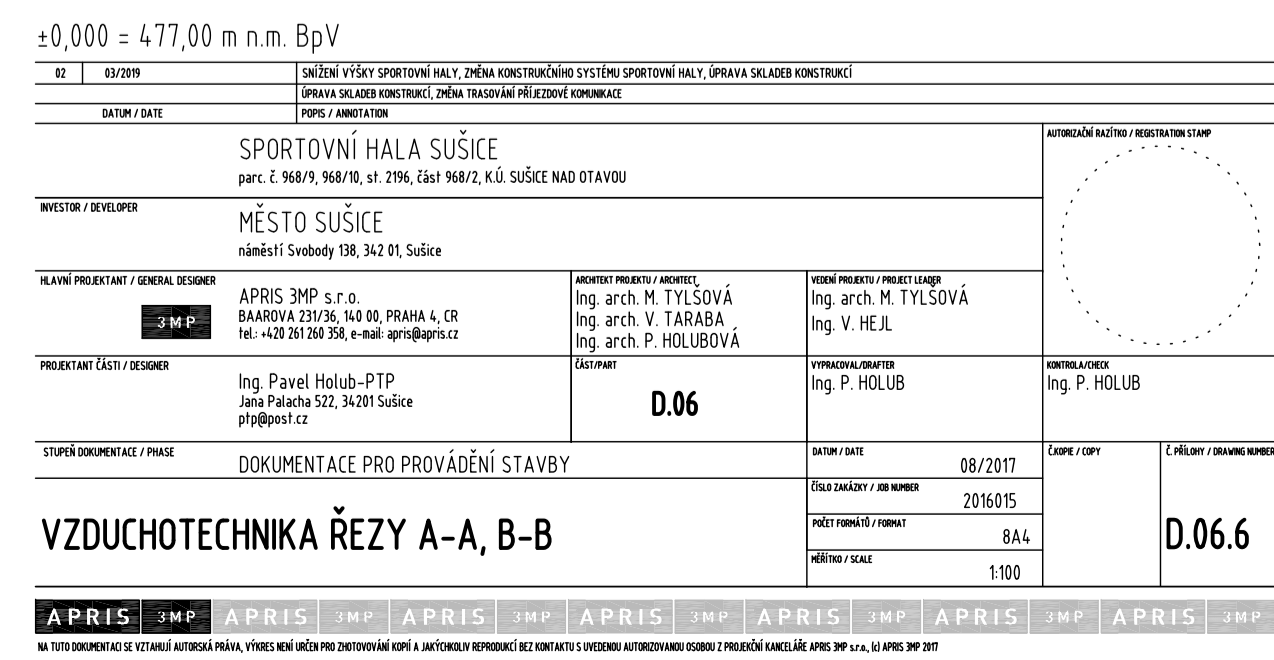 ±0,000 = 477,00 m n.m. BpV
02 03/2019 SNÍŽENÍ VÝŠKY SPORTOVNÍ HALY, ZMĚNA KONSTRUKČNÍHO SYSTÉMU SPORTOVNÍ HALY, ÚPRAVA SKLADEB KONSTRUKCÍ
ÚPRAVA SKLADEB KONSTRUKCÍ, ZMĚNA TRASOVÁNÍ PŘÍJEZDOVÉ KOMUNIKACE
DATUM / DATE POPIS / ANNOTATION
AUTORIZAČNÍ RAZÍTKO / REGISTRATION STAMP
SPORTOVNÍ HALA SUŠICE
parc. č. 968/9, 968/10, st. 2196, část 968/2, K.Ú. SUŠICE NAD OTAVOU
INVESTOR / DEVELOPER
MĚSTO SUŠICE
náměstí Svobody 138, 342 01, Sušice
HLAVNÍ PROJEKTANT / GENERAL DESIGNER
3MP
APRIS 3MP s.r.o.
BAAROVA 231/36, 140 00, PRAHA 4, CR
tel.: +420 261 260 358, e-mail: apris@apris.cz
ARCHITEKT PROJEKTU / ARCHITECT
Ing. arch. M. TYLŠOVÁ
Ing. arch. V. TARABA
Ing. arch. P. HOLUBOVÁ
VEDENÍ PROJEKTU / PROJECT LEADER
Ing. arch. M. TYLŠOVÁ
Ing. V. HEJL
PROJEKTANT ČÁSTI / DESIGNER
Ing. Pavel Holub-PTP
Jana Palacha 522, 34201 Sušice
ptp@post.cz
ČÁST/PART
D.06
VYPRACOVAL/DRAFTER
Ing. P. HOLUB
KONTROLA/CHECK
Ing. P. HOLUB
STUPEŇ DOKUMENTACE / PHASE
DOKUMENTACE PRO PROVÁDĚNÍ STAVBY
DATUM / DATE
08/2017
Č.KOPIE / COPY
Č. PŘÍLOHY / DRAWING NUMBER
ČÍSLO ZAKÁZKY / JOB NUMBER
2016015
VZDUCHOTECHNIKA ŘEZY A-A, B-B
POČET FORMÁTŮ / FORMAT
8A4
D.06.6
MĚŘÍTKO / SCALE
1:100
APRIS 3MP APRIS 3MP APRIS 3MP APRIS 3MP APRIS 3MP APRIS 3MP APRIS 3MP
NA TUTO DOKUMENTACI SE VZTAHUJÍ AUTORSKÁ PRÁVA, VÝKRES NENÍ URČEN PRO ZHOTOVOVÁNÍ KOPIÍ A JAKÝCHKOLIV REPRODUKCÍ BEZ KONTAKTU S UVEDENOU AUTORIZOVANOU OSOBOU Z PROJEKČNÍ KANCELÁŘE APRIS 3MP s.r.o., (c) APRIS 3MP 2017